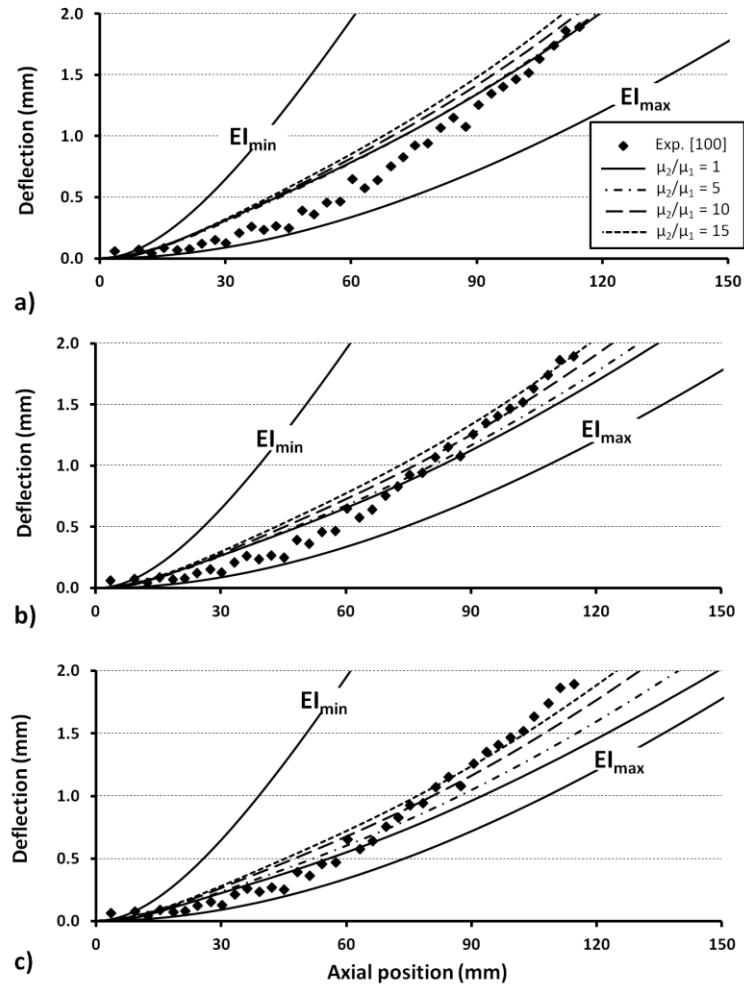 2.0
1.5
1.0
0.5
0.0
Deflection (mm)
EI_min
EI_max
Exp. [100]
μ₂/μ₁ = 1
μ₂/μ₁ = 5
μ₂/μ₁ = 10
μ₂/μ₁ = 15
0 30 60 90 120 150
a)
2.0
1.5
1.0
0.5
0.0
Deflection (mm)
EI_min
EI_max
0 30 60 90 120 150
b)
2.0
1.5
1.0
0.5
0.0
Deflection (mm)
EI_min
EI_max
0 30 60 90 120 150
c)
Axial position (mm)